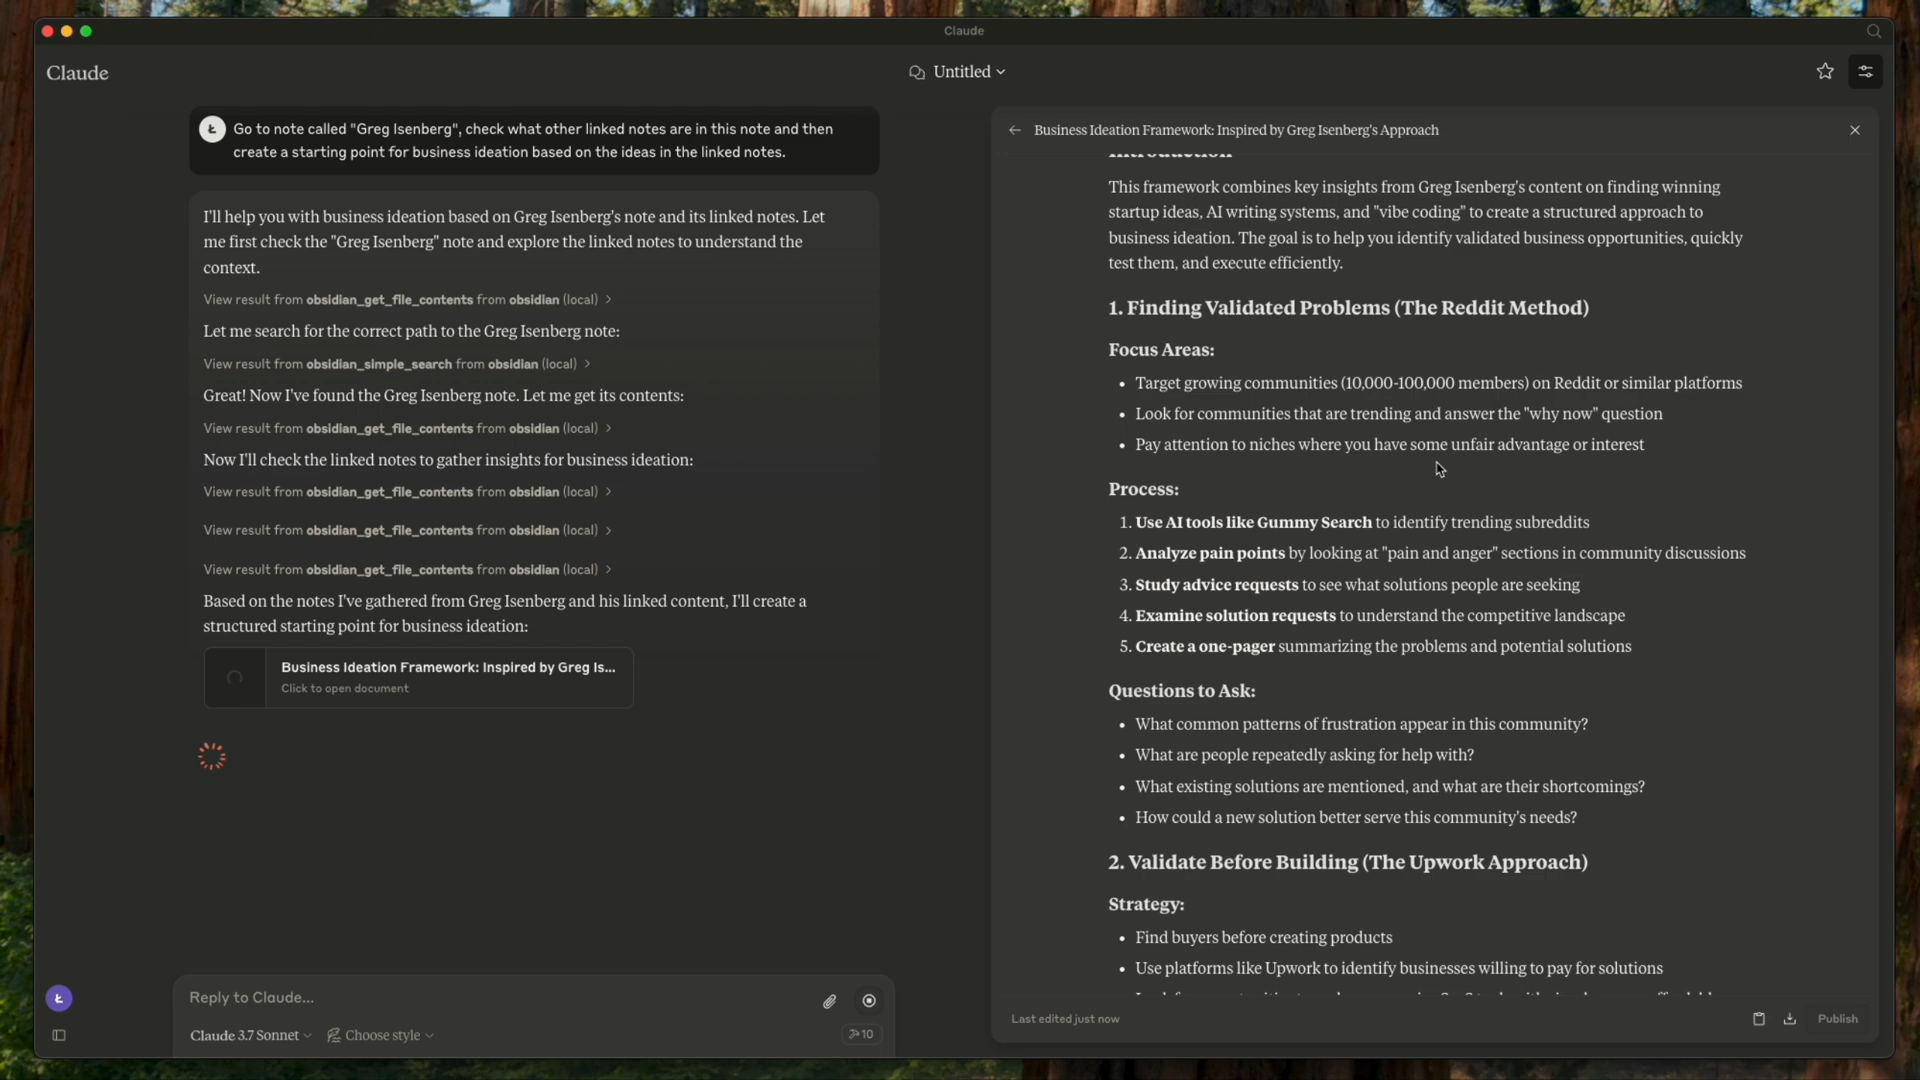 Claude
Claude
Untitled
Ł
Go to note called "Greg Isenberg", check what other linked notes are in this note and then
create a starting point for business ideation based on the ideas in the linked notes.
I'll help you with business ideation based on Greg Isenberg's note and its linked notes. Let
me first check the "Greg Isenberg" note and explore the linked notes to understand the
context.
View result from obsidian_get_file_contents from obsidian (local)
Let me search for the correct path to the Greg Isenberg note:
View result from obsidian_simple_search from obsidian (local)
Great! Now I've found the Greg Isenberg note. Let me get its contents:
View result from obsidian_get_file_contents from obsidian (local)
Now I'll check the linked notes to gather insights for business ideation:
View result from obsidian_get_file_contents from obsidian (local)
View result from obsidian_get_file_contents from obsidian (local)
View result from obsidian_get_file_contents from obsidian (local)
Based on the notes I've gathered from Greg Isenberg and his linked content, I'll create a
structured starting point for business ideation:
Business Ideation Framework: Inspired by Greg Is...
Click to open document
Ł
Reply to Claude...
Claude 3.7 Sonnet
Choose style
10
Business Ideation Framework: Inspired by Greg Isenberg's Approach
Introduction
This framework combines key insights from Greg Isenberg's content on finding winning
startup ideas, AI writing systems, and "vibe coding" to create a structured approach to
business ideation. The goal is to help you identify validated business opportunities, quickly
test them, and execute efficiently.
1. Finding Validated Problems (The Reddit Method)
Focus Areas:
• Target growing communities (10,000-100,000 members) on Reddit or similar platforms
• Look for communities that are trending and answer the "why now" question
• Pay attention to niches where you have some unfair advantage or interest
Process:
1. Use AI tools like Gummy Search to identify trending subreddits
2. Analyze pain points by looking at "pain and anger" sections in community discussions
3. Study advice requests to see what solutions people are seeking
4. Examine solution requests to understand the competitive landscape
5. Create a one-pager summarizing the problems and potential solutions
Questions to Ask:
• What common patterns of frustration appear in this community?
• What are people repeatedly asking for help with?
• What existing solutions are mentioned, and what are their shortcomings?
• How could a new solution better serve this community's needs?
2. Validate Before Building (The Upwork Approach)
Strategy:
• Find buyers before creating products
• Use platforms like Upwork to identify businesses willing to pay for solutions
Last edited just now
Publish